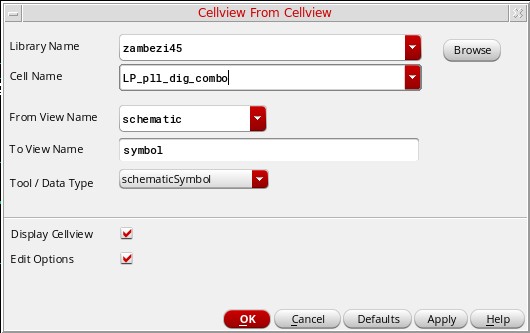 Cellview From Cellview
Library Name zambezi45 Browse
Cell Name LP_pll_dig_combo
From View Name schematic
To View Name symbol
Tool / Data Type schematicSymbol
Display Cellview
Edit Options
OK Cancel Defaults Apply Help